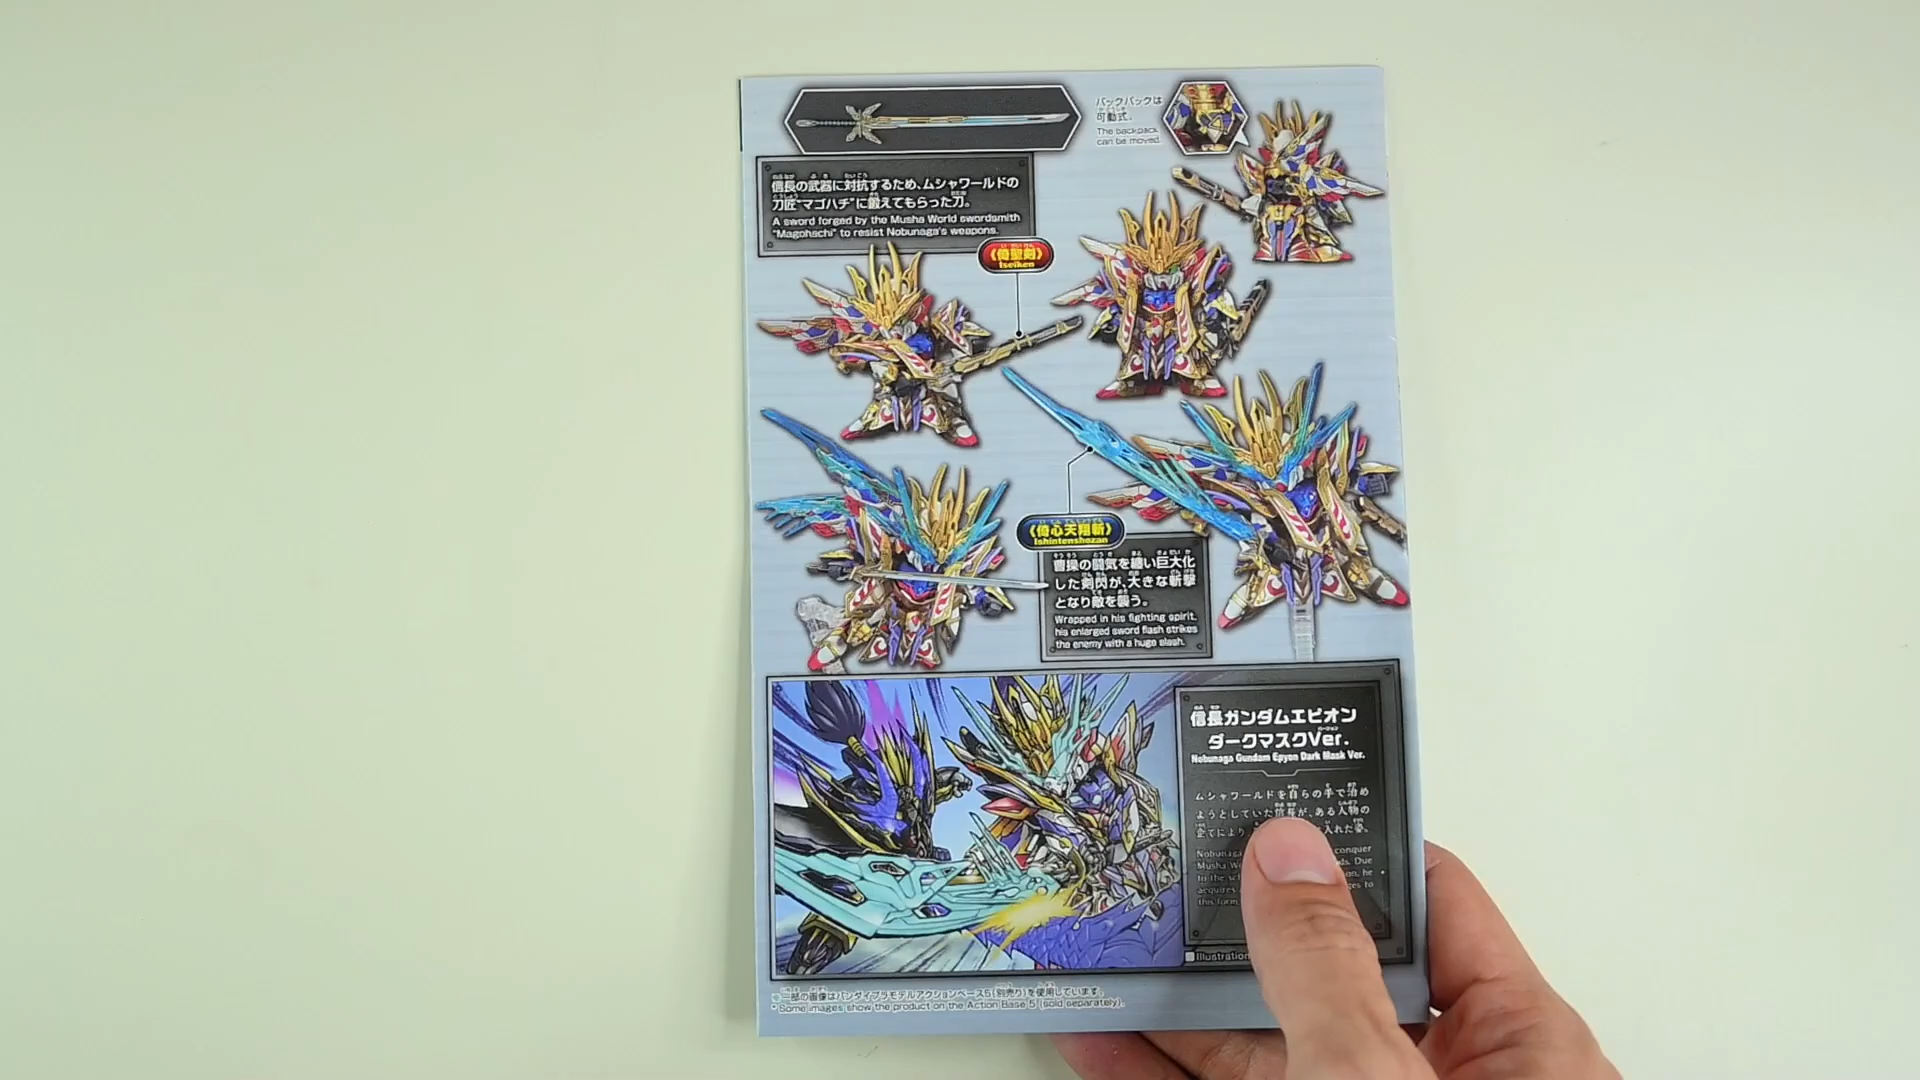 バックパックは
可動式。
The backpack
can be moved.
信長の武器に対抗するため、ムシャワールドの
刀匠“マゴハチ”に鍛えてもらった刀。
A sword forged by the Musha World swordsmith
“Magohachi” to resist Nobunaga's weapons.
《倚聖剣》
Iseiken
《倚心天翔斬》
Ishintenshozan
曹操の闘気を纏い巨大化
した剣閃が、大きな斬撃
となり敵を襲う。
Wrapped in his fighting spirit,
his enlarged sword flash strikes
the enemy with a huge slash.
信長ガンダムエピオン
ダークマスクVer.
Nobunaga Gundam Epyon Dark Mask Ver.
ムシャワールドを自らの手で治め
ようとしていた信長が、ある人物の
企てにより 入れた姿。
Nobunaga conquer
Musha Due
to the he
acquires to
this form
Illustration
※一部の画像はバンダイプラモデルアクションベース5(別売り)を使用しています。
* Some images show the product on the Action Base 5 (sold separately).